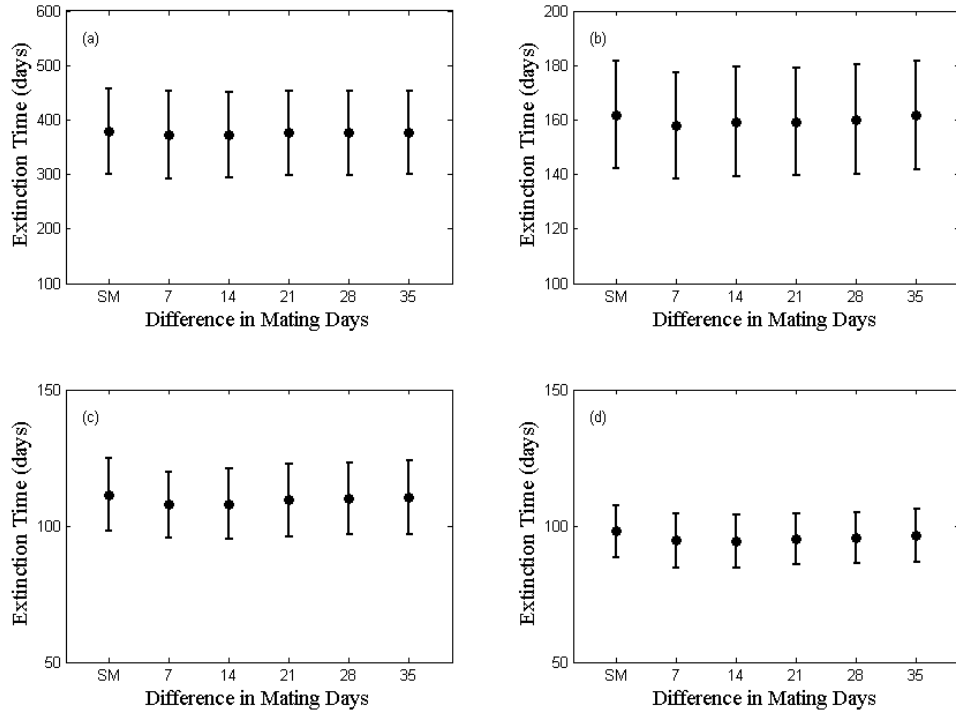 (a)
600
500
400
300
200
100
Extinction Time (days)
SM 7 14 21 28 35
Difference in Mating Days
(b)
200
180
160
140
120
100
Extinction Time (days)
SM 7 14 21 28 35
Difference in Mating Days
(c)
150
100
50
Extinction Time (days)
SM 7 14 21 28 35
Difference in Mating Days
(d)
150
100
50
Extinction Time (days)
SM 7 14 21 28 35
Difference in Mating Days